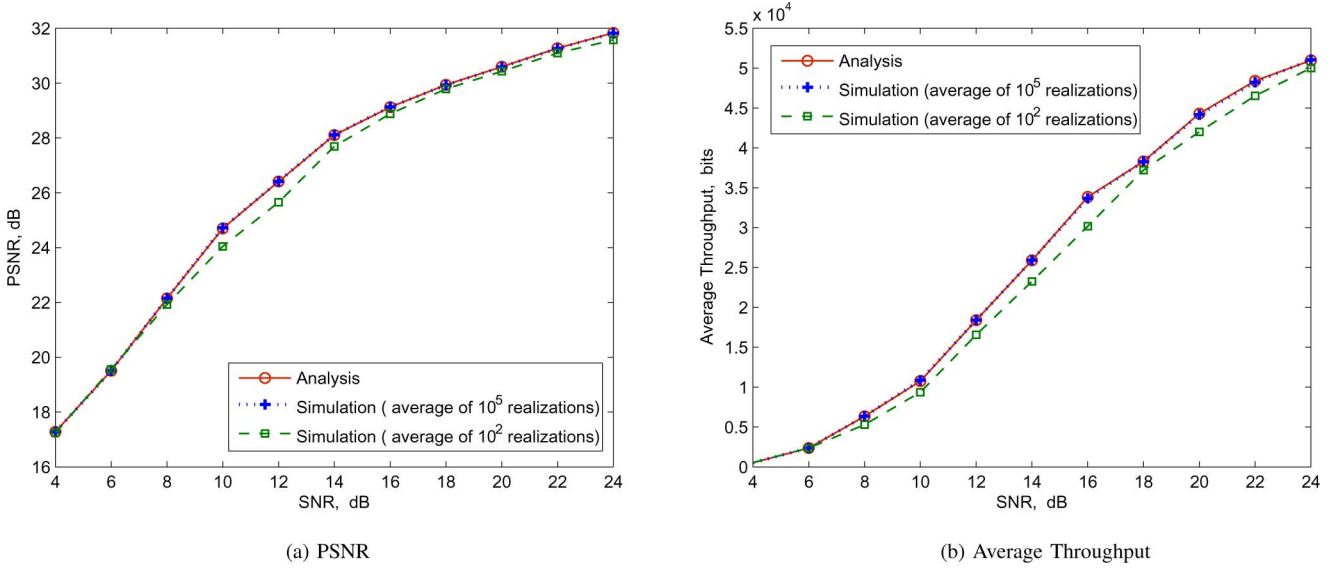 32
30
28
26
24
22
20
18
16
PSNR, dB
4 6 8 10 12 14 16 18 20 22 24
SNR, dB
Analysis
Simulation ( average of 10^5 realizations)
Simulation ( average of 10^2 realizations)
(a) PSNR
x 10^4
5.5
5
4.5
4
3.5
3
2.5
2
1.5
1
0.5
0
Average Throughput, bits
4 6 8 10 12 14 16 18 20 22 24
SNR, dB
Analysis
Simulation (average of 10^5 realizations)
Simulation (average of 10^2 realizations)
(b) Average Throughput